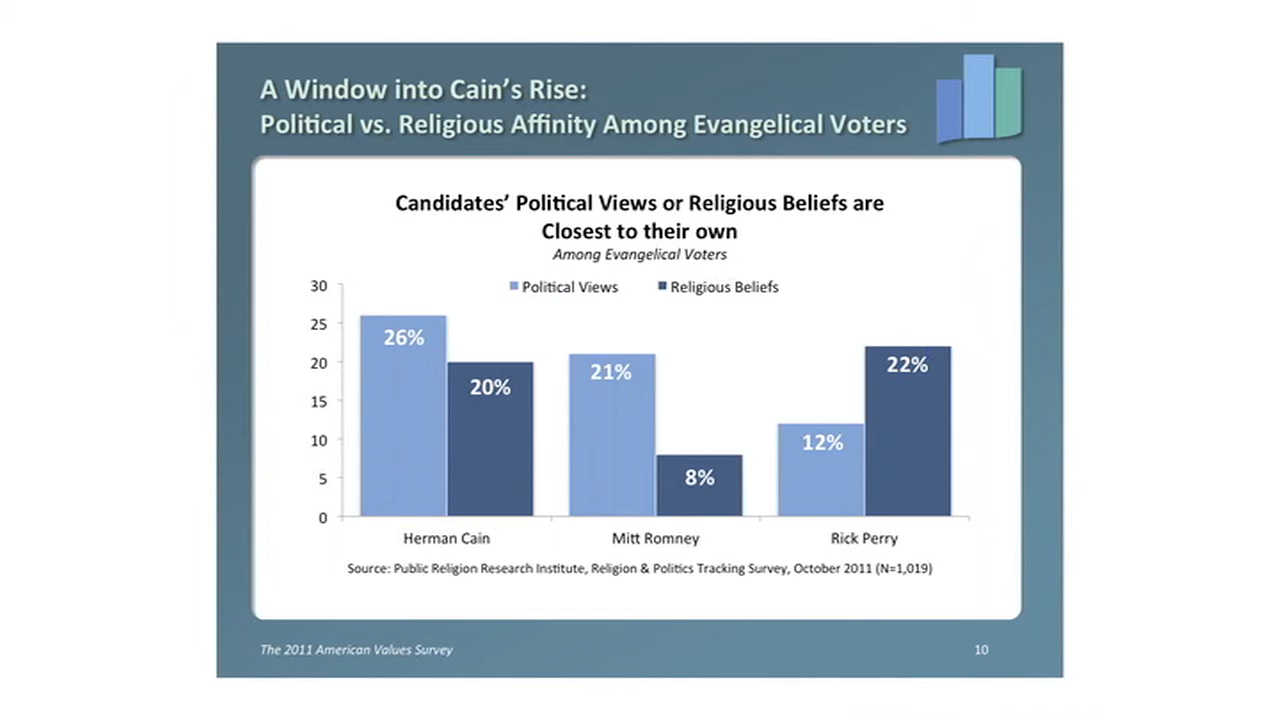 A Window into Cain's Rise:
Political vs. Religious Affinity Among Evangelical Voters
Candidates' Political Views or Religious Beliefs are
Closest to their own
Among Evangelical Voters
Political Views Religious Beliefs
30
25
20
15
10
5
0
26%
20%
21%
8%
12%
22%
Herman Cain Mitt Romney Rick Perry
Source: Public Religion Research Institute, Religion & Politics Tracking Survey, October 2011 (N=1,019)
The 2011 American Values Survey 10